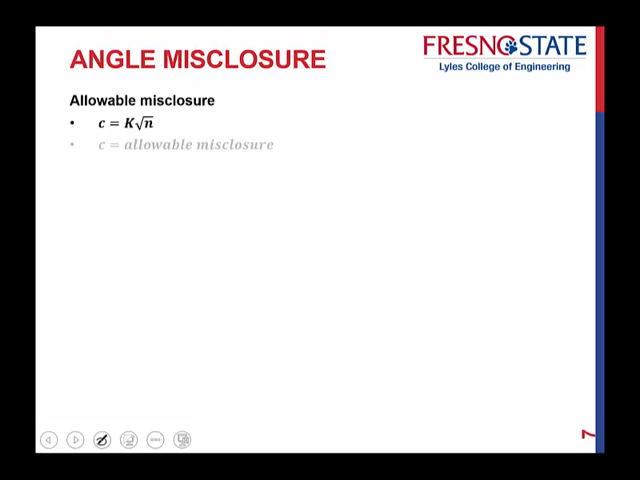 ANGLE MISCLOSURE
FRESNO STATE
Lyles College of Engineering
Allowable misclosure
• c = K√n
• c = allowable misclosure
7